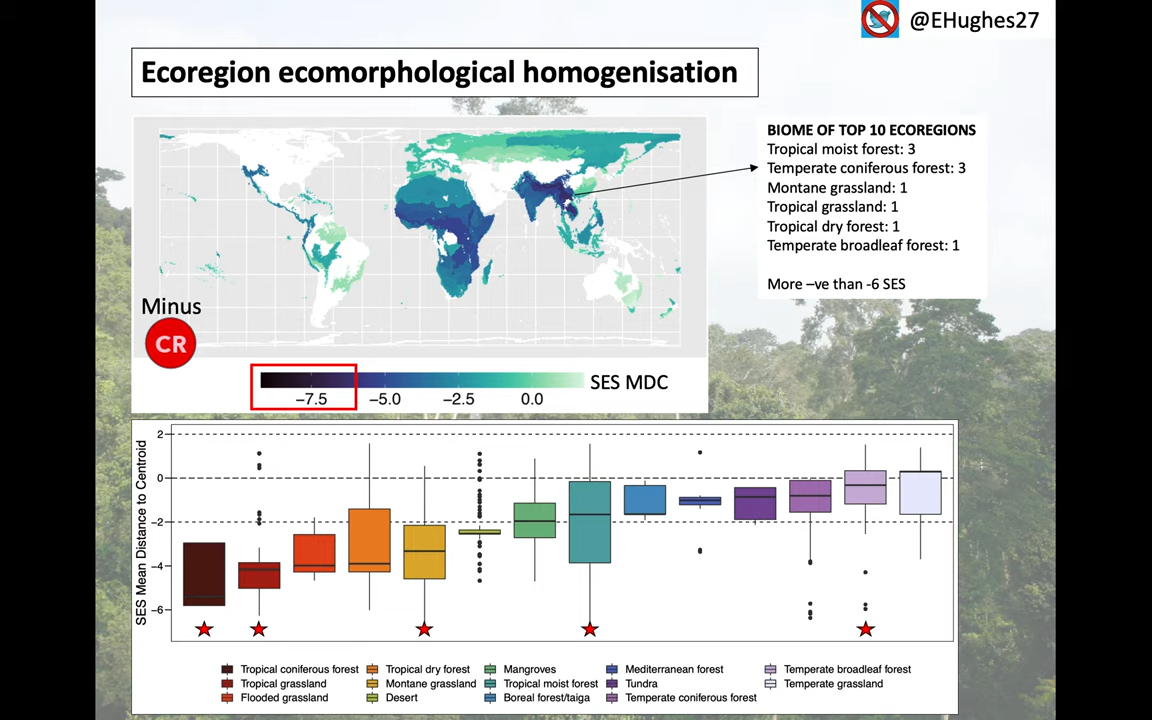 @EHughes27
Ecoregion ecomorphological homogenisation
BIOME OF TOP 10 ECOREGIONS
Tropical moist forest: 3
Temperate coniferous forest: 3
Montane grassland: 1
Tropical grassland: 1
Tropical dry forest: 1
Temperate broadleaf forest: 1
More –ve than -6 SES
Minus
CR
SES MDC
−7.5 −5.0 −2.5 0.0
SES Mean Distance to Centroid
2
0
−2
−4
−6
Tropical coniferous forest Tropical dry forest Mangroves Mediterranean forest Temperate broadleaf forest
Tropical grassland Montane grassland Tropical moist forest Tundra Temperate grassland
Flooded grassland Desert Boreal forest/taiga Temperate coniferous forest